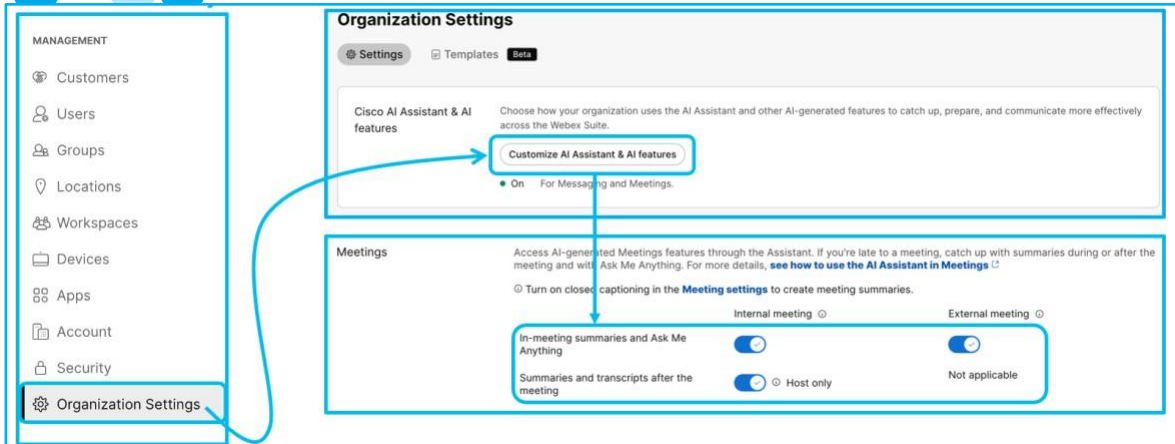 MANAGEMENT
Customers
Users
Groups
Locations
Workspaces
Devices
Apps
Account
Security
Organization Settings
Organization Settings
Settings
Templates
Beta
Cisco AI Assistant & AI
features
Choose how your organization uses the AI Assistant and other AI-generated features to catch up, prepare, and communicate more effectively
across the Webex Suite.
Customize AI Assistant & AI features
On For Messaging and Meetings.
Meetings
Access AI-generated Meetings features through the Assistant. If you're late to a meeting, catch up with summaries during or after the
meeting and with Ask Me Anything. For more details, see how to use the AI Assistant in Meetings
Turn on closed captioning in the Meeting settings to create meeting summaries.
Internal meeting
External meeting
In-meeting summaries and Ask Me
Anything
Summaries and transcripts after the
meeting
Host only
Not applicable